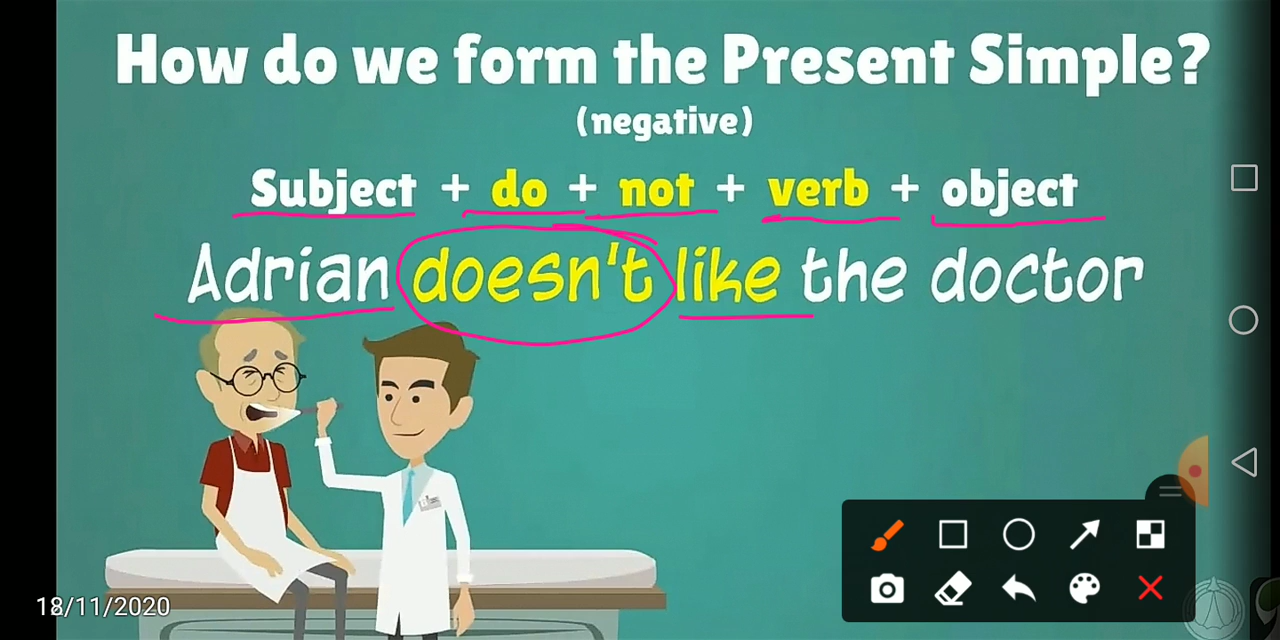 How do we form the Present Simple?
(negative)
Subject + do + not + verb + object
Adrian doesn't like the doctor
18/11/2020